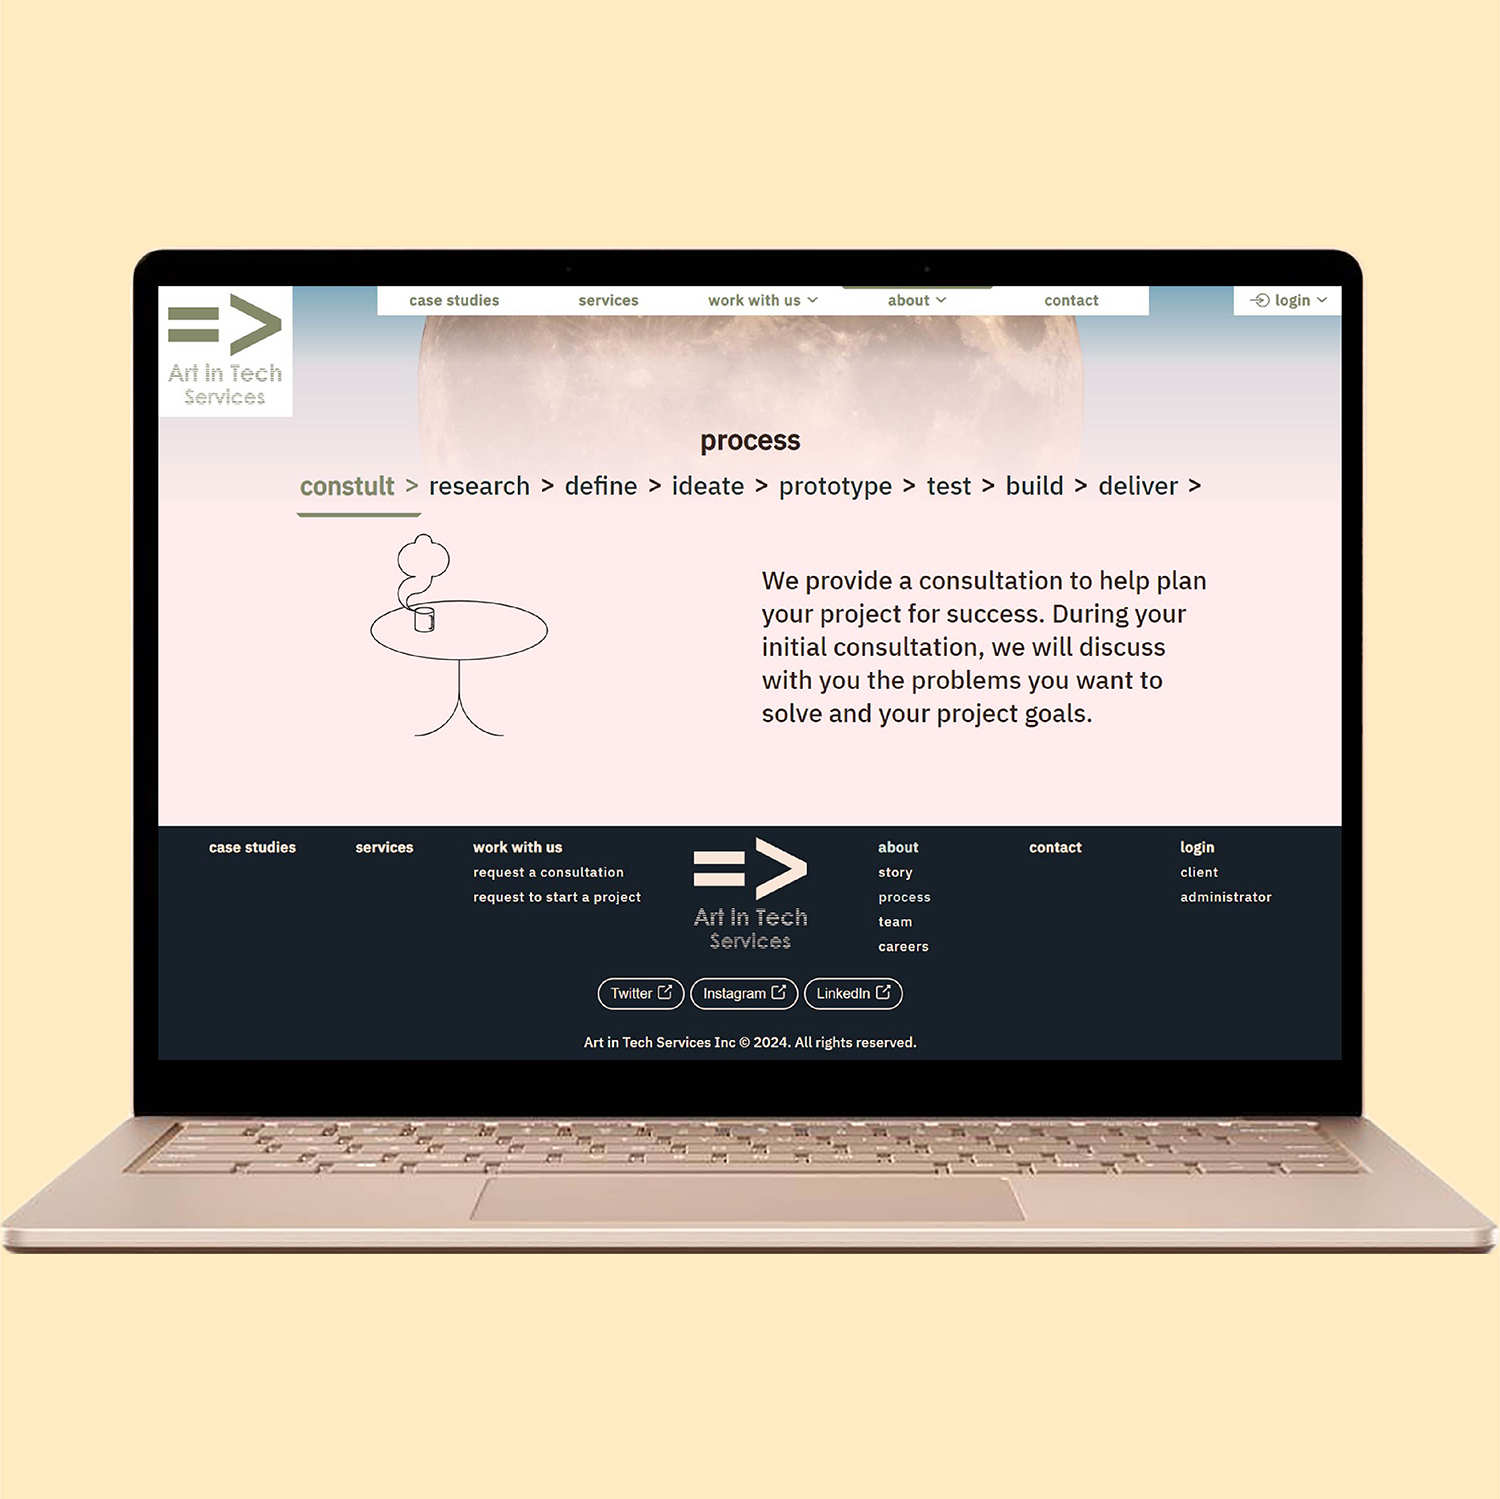 case studies services work with us about contact login
Art in Tech
Services
process
constult > research > define > ideate > prototype > test > build > deliver >
We provide a consultation to help plan
your project for success. During your
initial consultation, we will discuss
with you the problems you want to
solve and your project goals.
case studies services work with us about contact login
request a consultation story client
request to start a project process administrator
team
careers
Art in Tech
Services
Twitter Instagram LinkedIn
Art in Tech Services Inc © 2024. All rights reserved.